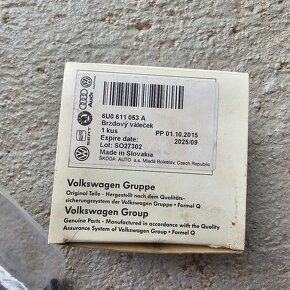 Audi
SEAT
6U0 611 053 A
Brzdový váleček
1 kus PP 01.10.2015
Expire date: 2025/09
Lot: SO27302
Made in Slovakia
ŠKODA AUTO a.s. Mladá Boleslav, Czech Republic
Volkswagen Gruppe
Original Teile - Hergestellt nach dem Qualitäts-
sicherungssystem der Volkswagen Gruppe • Formel Q
Volkswagen Group
Genuine Parts - Manufactured in accordance with the Quality
Assurance System of Volkswagen Group • Formel Q